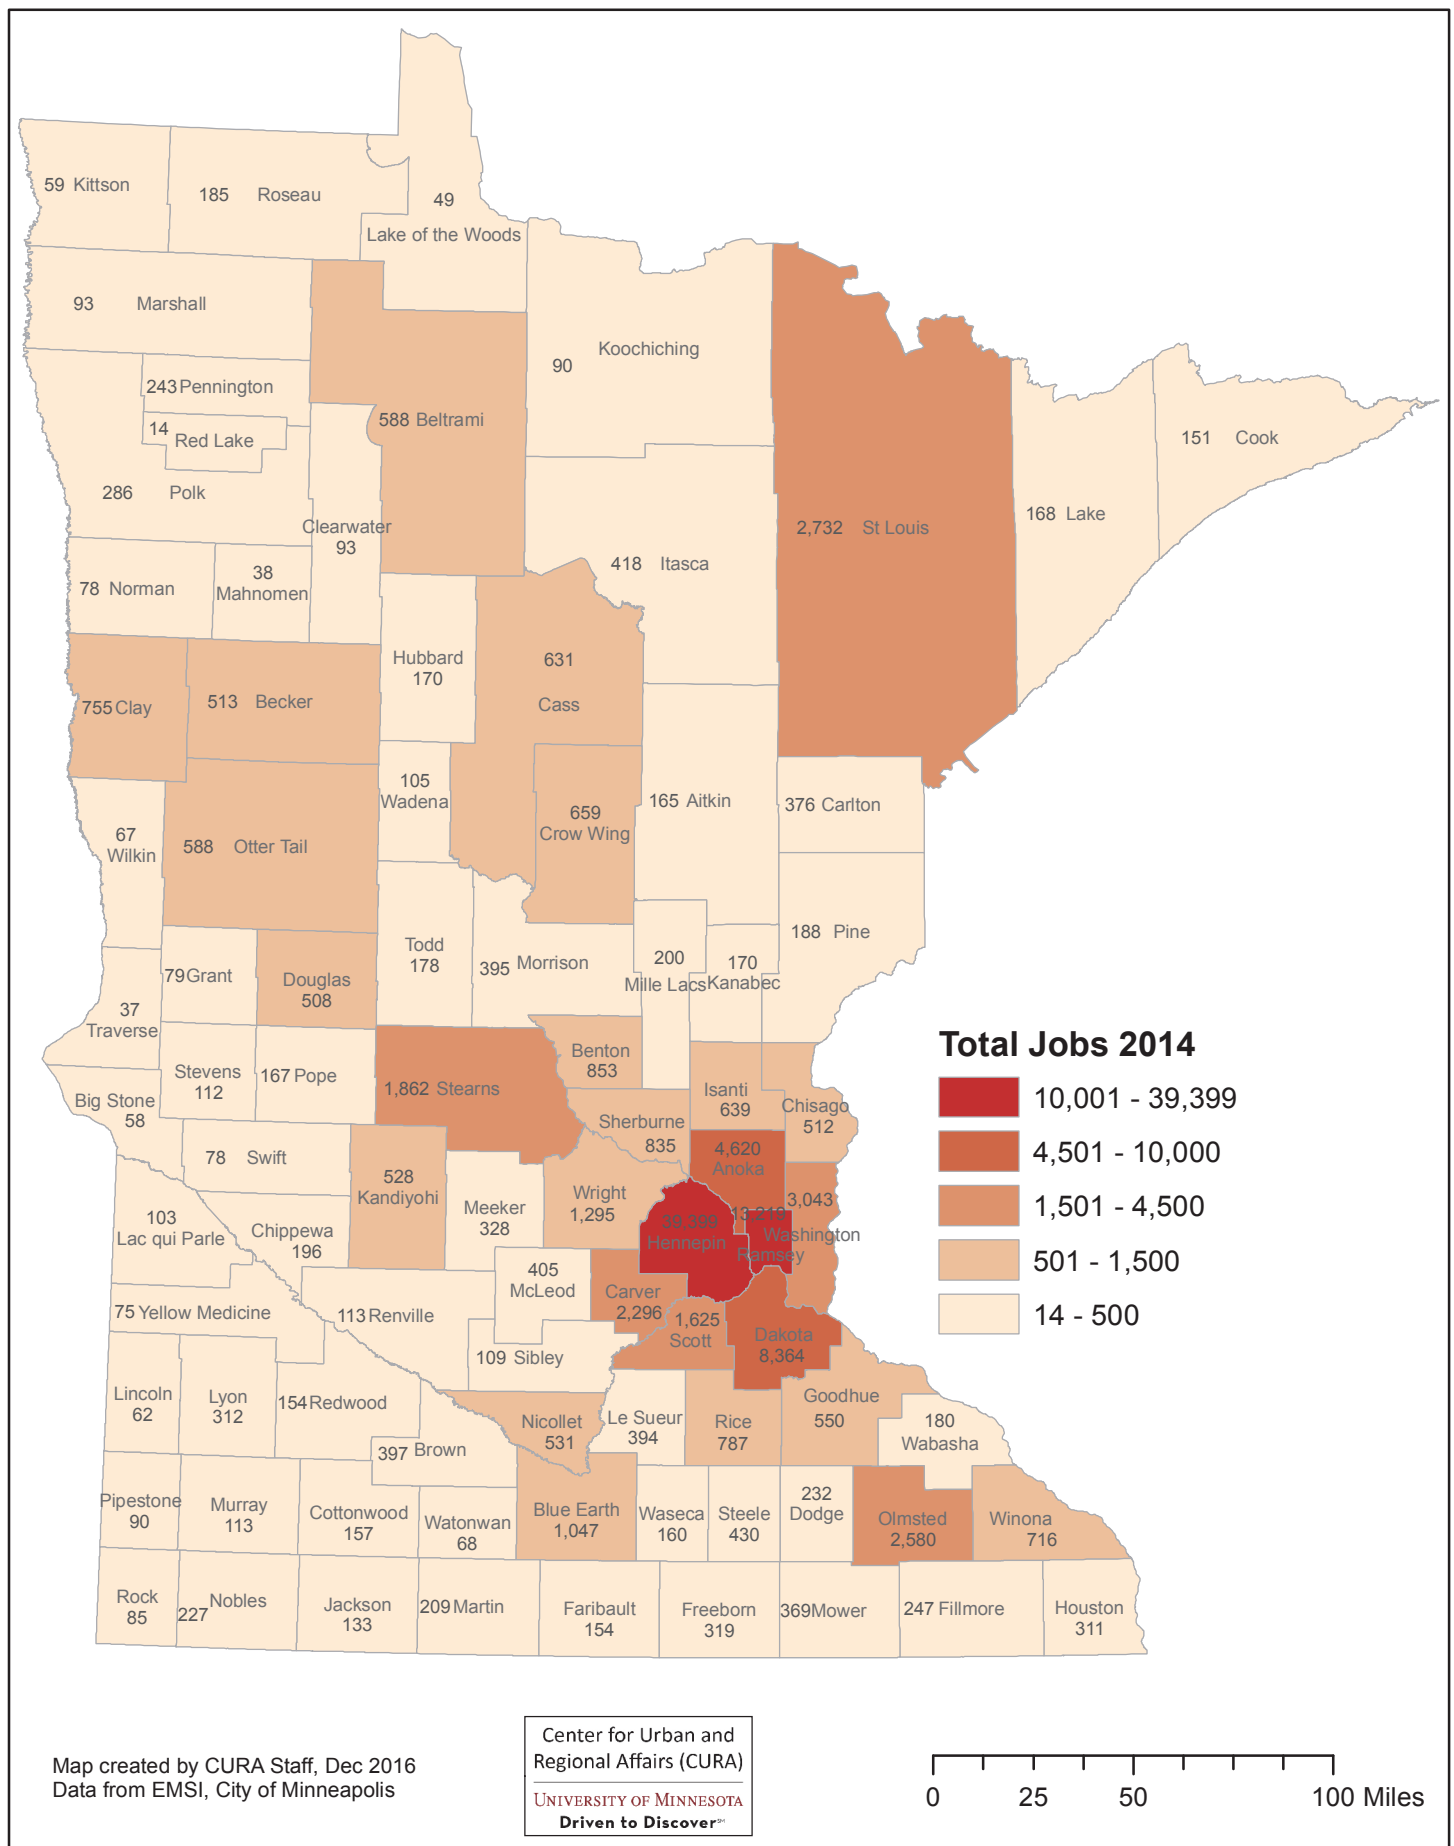 59 Kittson
185 Roseau
49
Lake of the Woods
93 Marshall
90 Koochiching
243 Pennington
14 Red Lake
588 Beltrami
286 Polk
Clearwater
93
2,732 St Louis
168 Lake
151 Cook
418 Itasca
78 Norman
38
Mahnomen
Hubbard
170
631
Cass
755 Clay
513 Becker
105
Wadena
659
Crow Wing
165 Aitkin
376 Carlton
67
Wilkin
588 Otter Tail
188 Pine
Todd
178
395 Morrison
200
Mille Lacs
170
Kanabec
79 Grant
Douglas
508
37
Traverse
Stevens
112
167 Pope
1,862 Stearns
Benton
853
Big Stone
58
Isanti
639
Chisago
512
Sherburne
835
78 Swift
528
Kandiyohi
4,620
Anoka
Meeker
328
Wright
1,295
3,043
Washington
39,399
Hennepin
13,219
Ramsey
103
Lac qui Parle
Chippewa
196
405
McLeod
Carver
2,296
75 Yellow Medicine
113 Renville
1,625
Scott
Dakota
8,364
109 Sibley
Lincoln
62
Lyon
312
154 Redwood
Nicollet
531
Le Sueur
394
Rice
787
Goodhue
550
180
Wabasha
397 Brown
Pipestone
90
Murray
113
Cottonwood
157
Watonwan
68
Blue Earth
1,047
Waseca
160
Steele
430
232
Dodge
Olmsted
2,580
Winona
716
Rock
85
227 Nobles
Jackson
133
209 Martin
Faribault
154
Freeborn
319
369 Mower
247 Fillmore
Houston
311
Total Jobs 2014
10,001 - 39,399
4,501 - 10,000
1,501 - 4,500
501 - 1,500
14 - 500
Map created by CURA Staff, Dec 2016
Data from EMSI, City of Minneapolis
Center for Urban and
Regional Affairs (CURA)
UNIVERSITY OF MINNESOTA
Driven to Discover℠
0 25 50 100 Miles